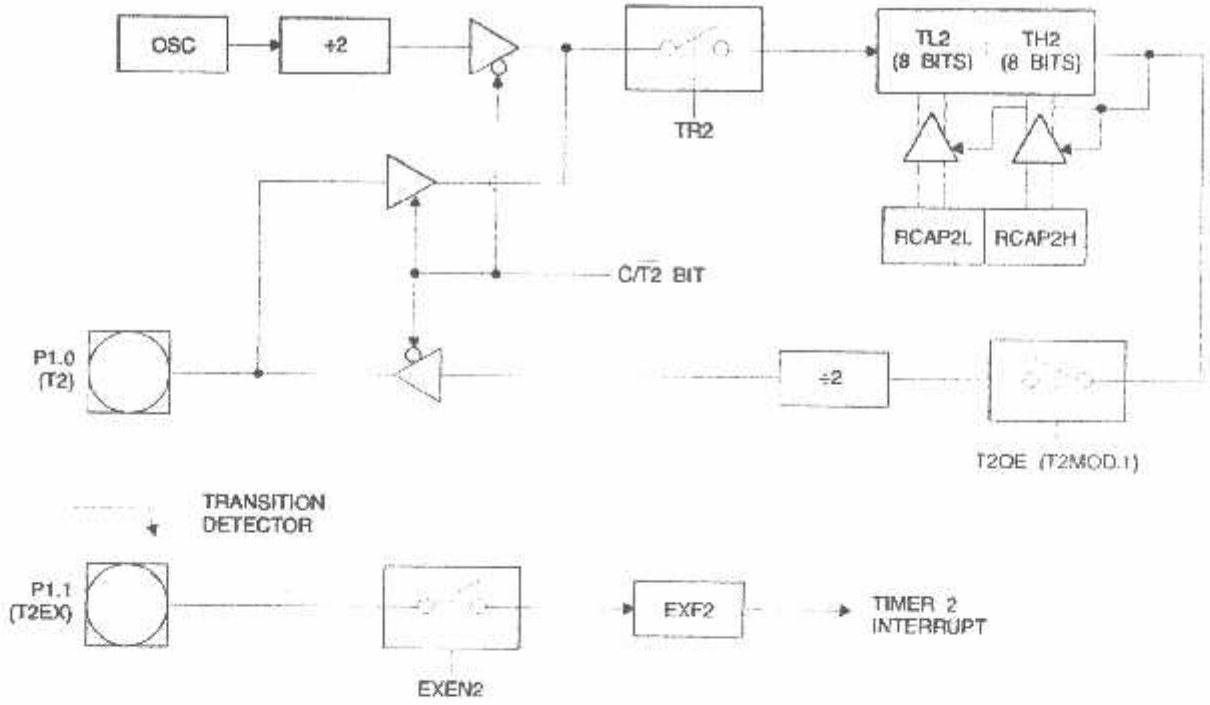 OSC
÷2
TL2 TH2
(8 BITS) (8 BITS)
TR2
RCAP2L RCAP2H
C/T2 BIT
P1.0
(T2)
÷2
T2OE (T2MOD.1)
TRANSITION
DETECTOR
P1.1
(T2EX)
EXF2
TIMER 2
INTERRUPT
EXEN2